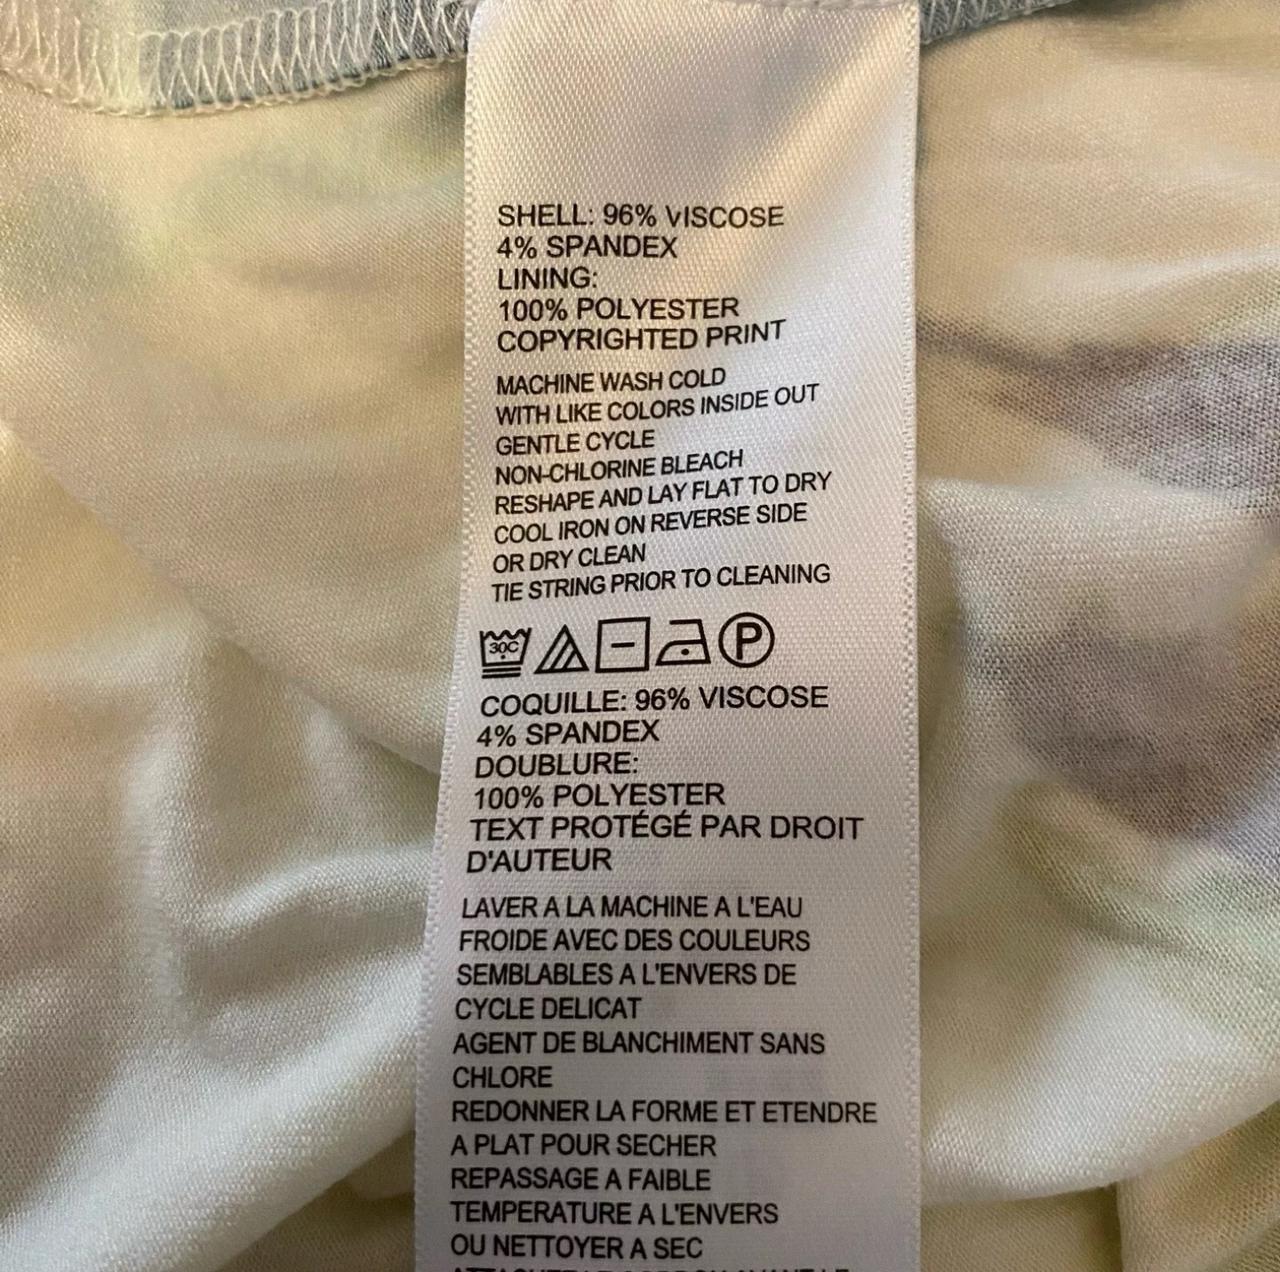 SHELL: 96% VISCOSE
4% SPANDEX
LINING:
100% POLYESTER
COPYRIGHTED PRINT
MACHINE WASH COLD
WITH LIKE COLORS INSIDE OUT
GENTLE CYCLE
NON-CHLORINE BLEACH
RESHAPE AND LAY FLAT TO DRY
COOL IRON ON REVERSE SIDE
OR DRY CLEAN
TIE STRING PRIOR TO CLEANING
30C P
COQUILLE: 96% VISCOSE
4% SPANDEX
DOUBLURE:
100% POLYESTER
TEXT PROTÉGÉ PAR DROIT
D'AUTEUR
LAVER A LA MACHINE A L'EAU
FROIDE AVEC DES COULEURS
SEMBLABLES A L'ENVERS DE
CYCLE DELICAT
AGENT DE BLANCHIMENT SANS
CHLORE
REDONNER LA FORME ET ETENDRE
A PLAT POUR SECHER
REPASSAGE A FAIBLE
TEMPERATURE A L'ENVERS
OU NETTOYER A SEC